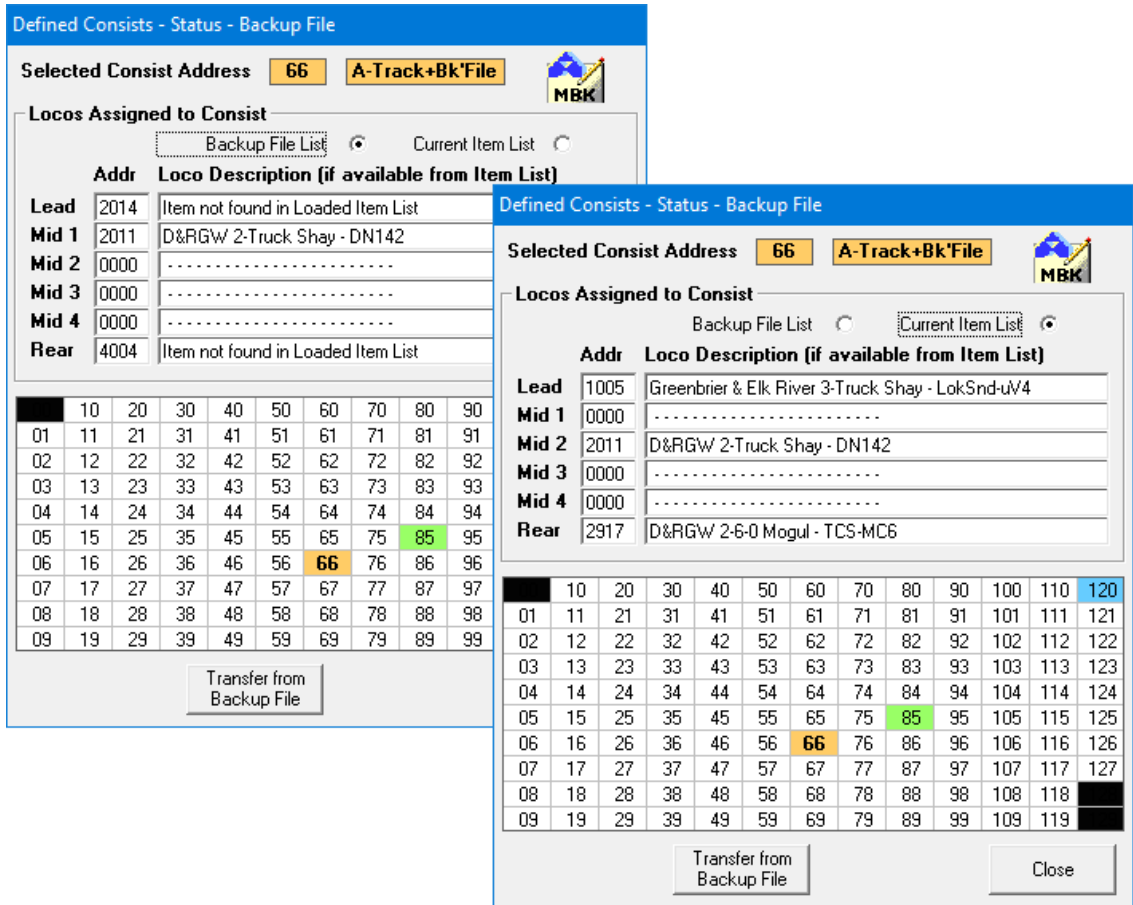 Defined Consists - Status - Backup File
Selected Consist Address 66 A-Track+Bk'File
MBK
Locos Assigned to Consist
Backup File List Current Item List
Addr Loco Description (if available from Item List)
Lead 2014 Item not found in Loaded Item List
Mid 1 2011 D&RGW 2-Truck Shay - DN142
Mid 2 0000 - - - - - - - - - - - - - - - - - - - - - - - -
Mid 3 0000 - - - - - - - - - - - - - - - - - - - - - - - -
Mid 4 0000 - - - - - - - - - - - - - - - - - - - - - - - -
Rear 4004 Item not found in Loaded Item List
10 20 30 40 50 60 70 80 90
01 11 21 31 41 51 61 71 81 91
02 12 22 32 42 52 62 72 82 92
03 13 23 33 43 53 63 73 83 93
04 14 24 34 44 54 64 74 84 94
05 15 25 35 45 55 65 75 85 95
06 16 26 36 46 56 66 76 86 96
07 17 27 37 47 57 67 77 87 97
08 18 28 38 48 58 68 78 88 98
09 19 29 39 49 59 69 79 89 99
Transfer from
Backup File
Defined Consists - Status - Backup File
Selected Consist Address 66 A-Track+Bk'File
MBK
Locos Assigned to Consist
Backup File List Current Item List
Addr Loco Description (if available from Item List)
Lead 1005 Greenbrier & Elk River 3-Truck Shay - LokSnd-uV4
Mid 1 0000 - - - - - - - - - - - - - - - - - - - - - - - -
Mid 2 2011 D&RGW 2-Truck Shay - DN142
Mid 3 0000 - - - - - - - - - - - - - - - - - - - - - - - -
Mid 4 0000 - - - - - - - - - - - - - - - - - - - - - - - -
Rear 2917 D&RGW 2-6-0 Mogul - TCS-MC6
10 20 30 40 50 60 70 80 90 100 110 120
01 11 21 31 41 51 61 71 81 91 101 111 121
02 12 22 32 42 52 62 72 82 92 102 112 122
03 13 23 33 43 53 63 73 83 93 103 113 123
04 14 24 34 44 54 64 74 84 94 104 114 124
05 15 25 35 45 55 65 75 85 95 105 115 125
06 16 26 36 46 56 66 76 86 96 106 116 126
07 17 27 37 47 57 67 77 87 97 107 117 127
08 18 28 38 48 58 68 78 88 98 108 118
09 19 29 39 49 59 69 79 89 99 109 119
Transfer from
Backup File
Close